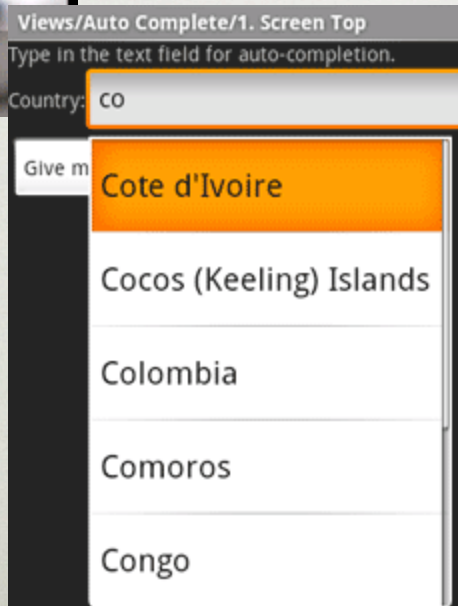 Views/Auto Complete/1. Screen Top
Type in the text field for auto-completion.
Country: co
Give m
Cote d'Ivoire
Cocos (Keeling) Islands
Colombia
Comoros
Congo